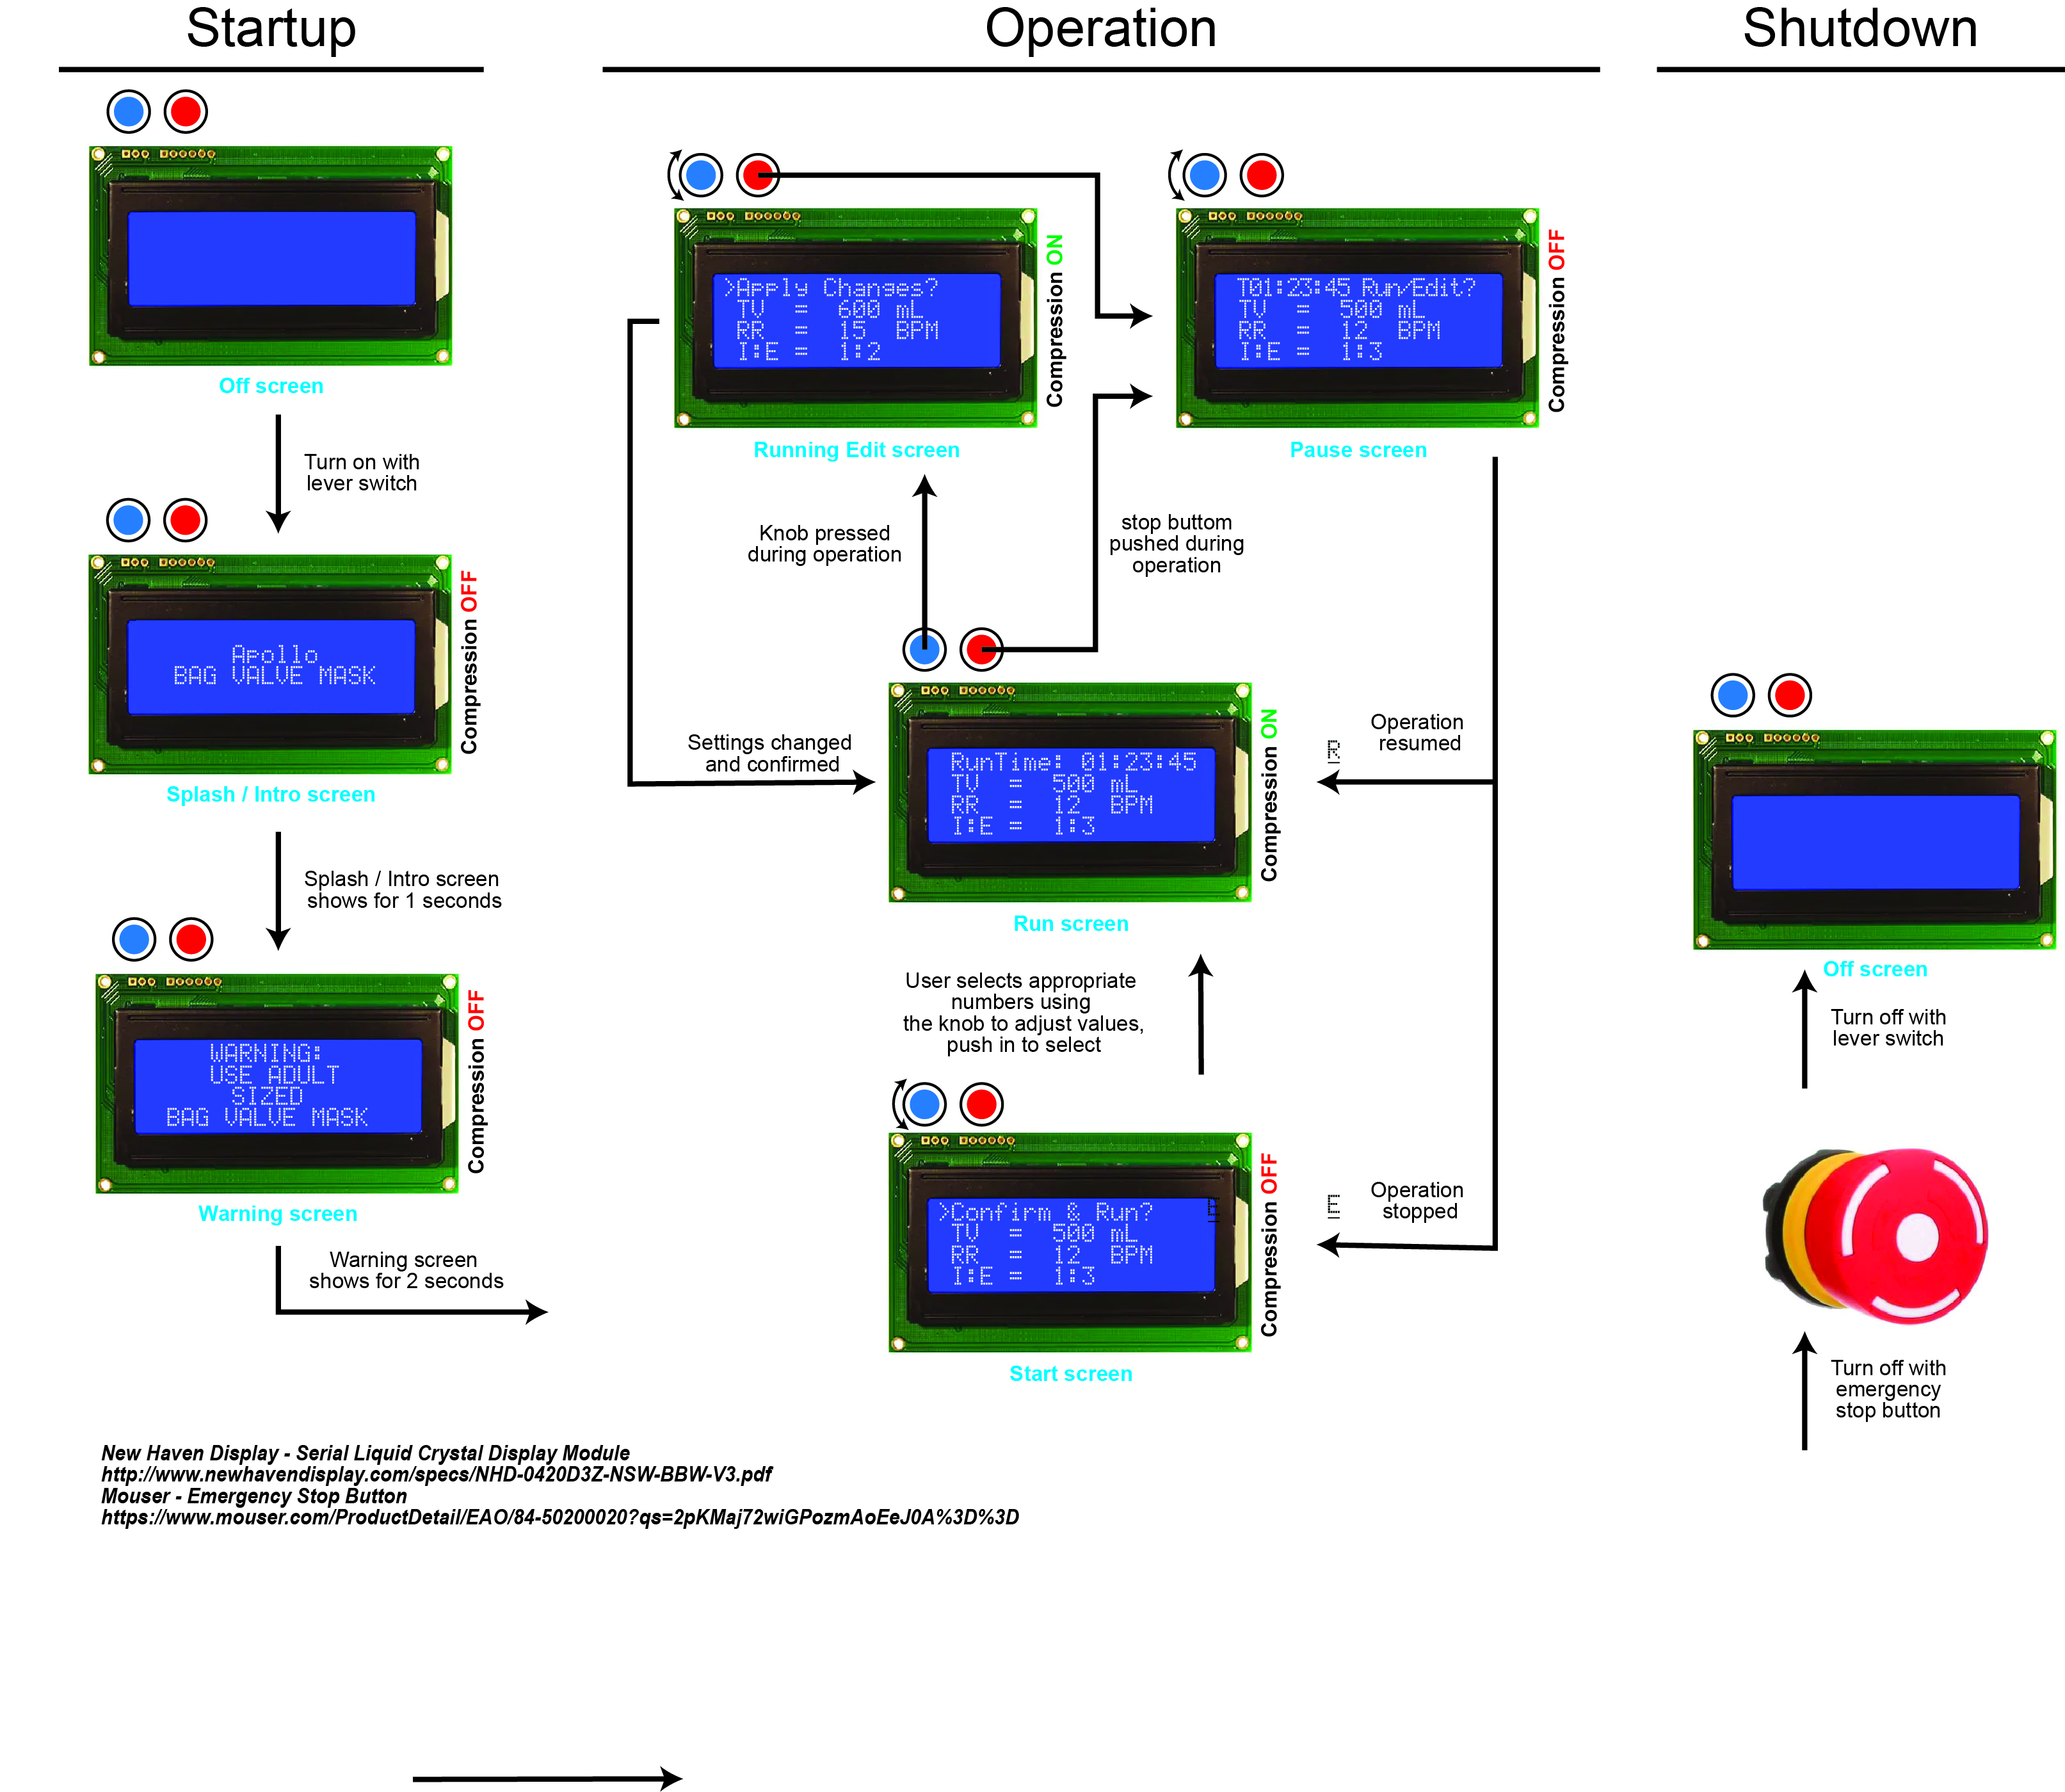 Startup
Operation
Shutdown
Off screen
Turn on with
lever switch
Apollo
BAG VALVE MASK
Compression OFF
Splash / Intro screen
Splash / Intro screen
shows for 1 seconds
WARNING:
USE ADULT
SIZED
BAG VALVE MASK
Compression OFF
Warning screen
Warning screen
shows for 2 seconds
>Apply Changes?
TV = 600 mL
RR = 15 BPM
I:E = 1:2
Compression ON
Running Edit screen
T01:23:45 Run/Edit?
TV = 500 mL
RR = 12 BPM
I:E = 1:3
Compression OFF
Pause screen
Knob pressed
during operation
stop buttom
pushed during
operation
Settings changed
and confirmed
RunTime: 01:23:45
TV = 500 mL
RR = 12 BPM
I:E = 1:3
Compression ON
Run screen
R
Operation
resumed
User selects appropriate
numbers using
the knob to adjust values,
push in to select
>Confirm & Run?
E
TV = 500 mL
RR = 12 BPM
I:E = 1:3
Compression OFF
Start screen
E
Operation
stopped
Off screen
Turn off with
lever switch
Turn off with
emergency
stop button
New Haven Display - Serial Liquid Crystal Display Module
http://www.newhavendisplay.com/specs/NHD-0420D3Z-NSW-BBW-V3.pdf
Mouser - Emergency Stop Button
https://www.mouser.com/ProductDetail/EAO/84-50200020?qs=2pKMaj72wiGPozmAoEeJ0A%3D%3D